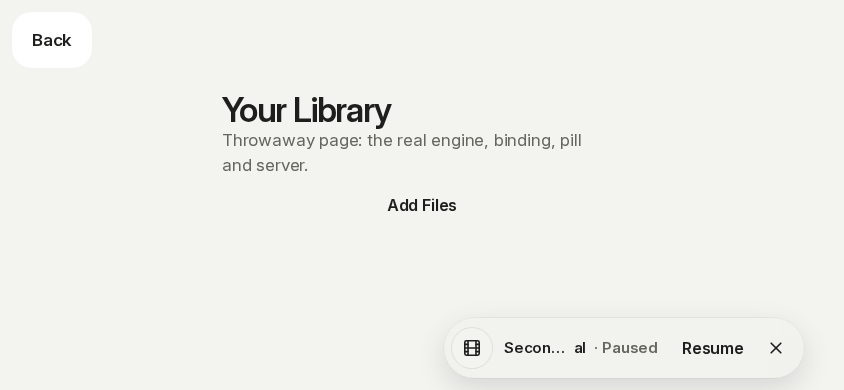 Back
Your Library
Throwaway page: the real engine, binding, pill
and server.
Add Files
Secon… al · Paused Resume